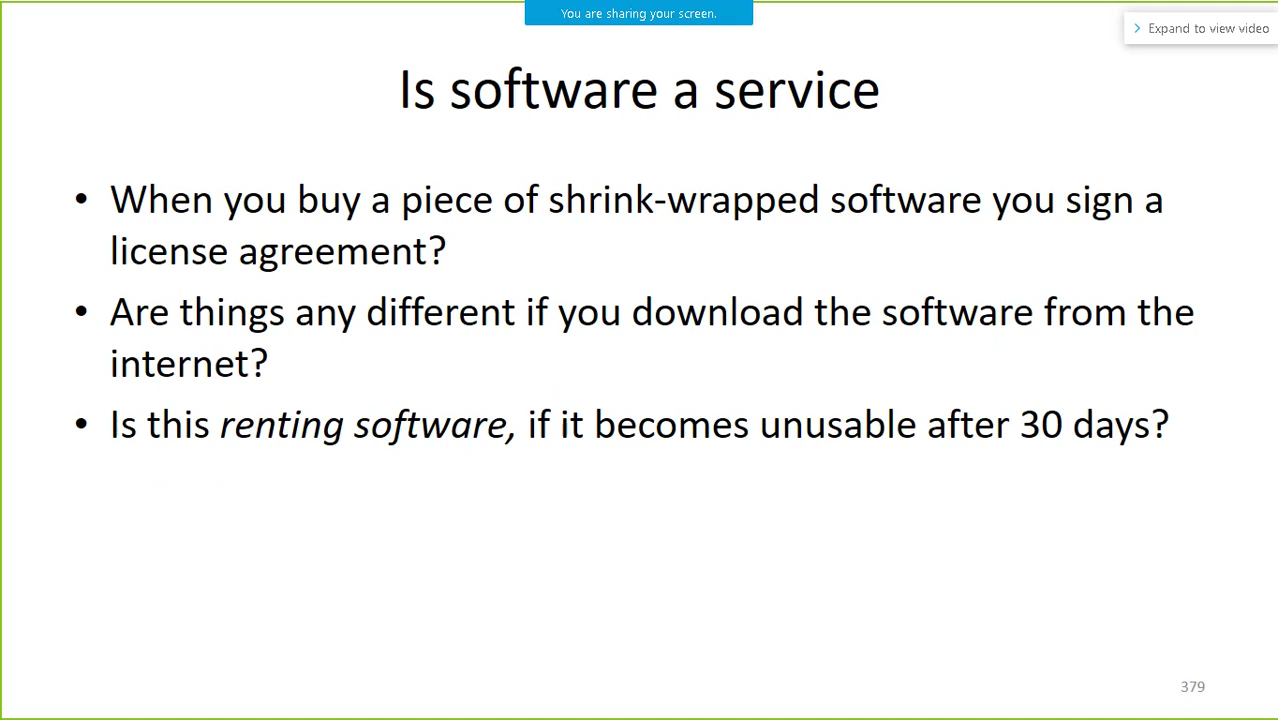 You are sharing your screen.
Expand to view video
Is software a service
• When you buy a piece of shrink-wrapped software you sign a
license agreement?
• Are things any different if you download the software from the
internet?
• Is this renting software, if it becomes unusable after 30 days?
379